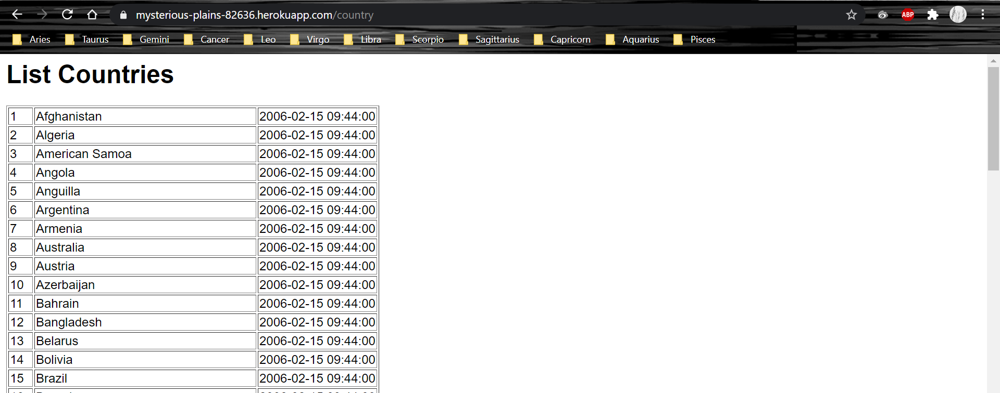 mysterious-plains-82636.herokuapp.com/country
ABP
Aries Taurus Gemini Cancer Leo Virgo Libra Scorpio Sagittarius Capricorn Aquarius Pisces
List Countries
1 Afghanistan 2006-02-15 09:44:00
2 Algeria 2006-02-15 09:44:00
3 American Samoa 2006-02-15 09:44:00
4 Angola 2006-02-15 09:44:00
5 Anguilla 2006-02-15 09:44:00
6 Argentina 2006-02-15 09:44:00
7 Armenia 2006-02-15 09:44:00
8 Australia 2006-02-15 09:44:00
9 Austria 2006-02-15 09:44:00
10 Azerbaijan 2006-02-15 09:44:00
11 Bahrain 2006-02-15 09:44:00
12 Bangladesh 2006-02-15 09:44:00
13 Belarus 2006-02-15 09:44:00
14 Bolivia 2006-02-15 09:44:00
15 Brazil 2006-02-15 09:44:00